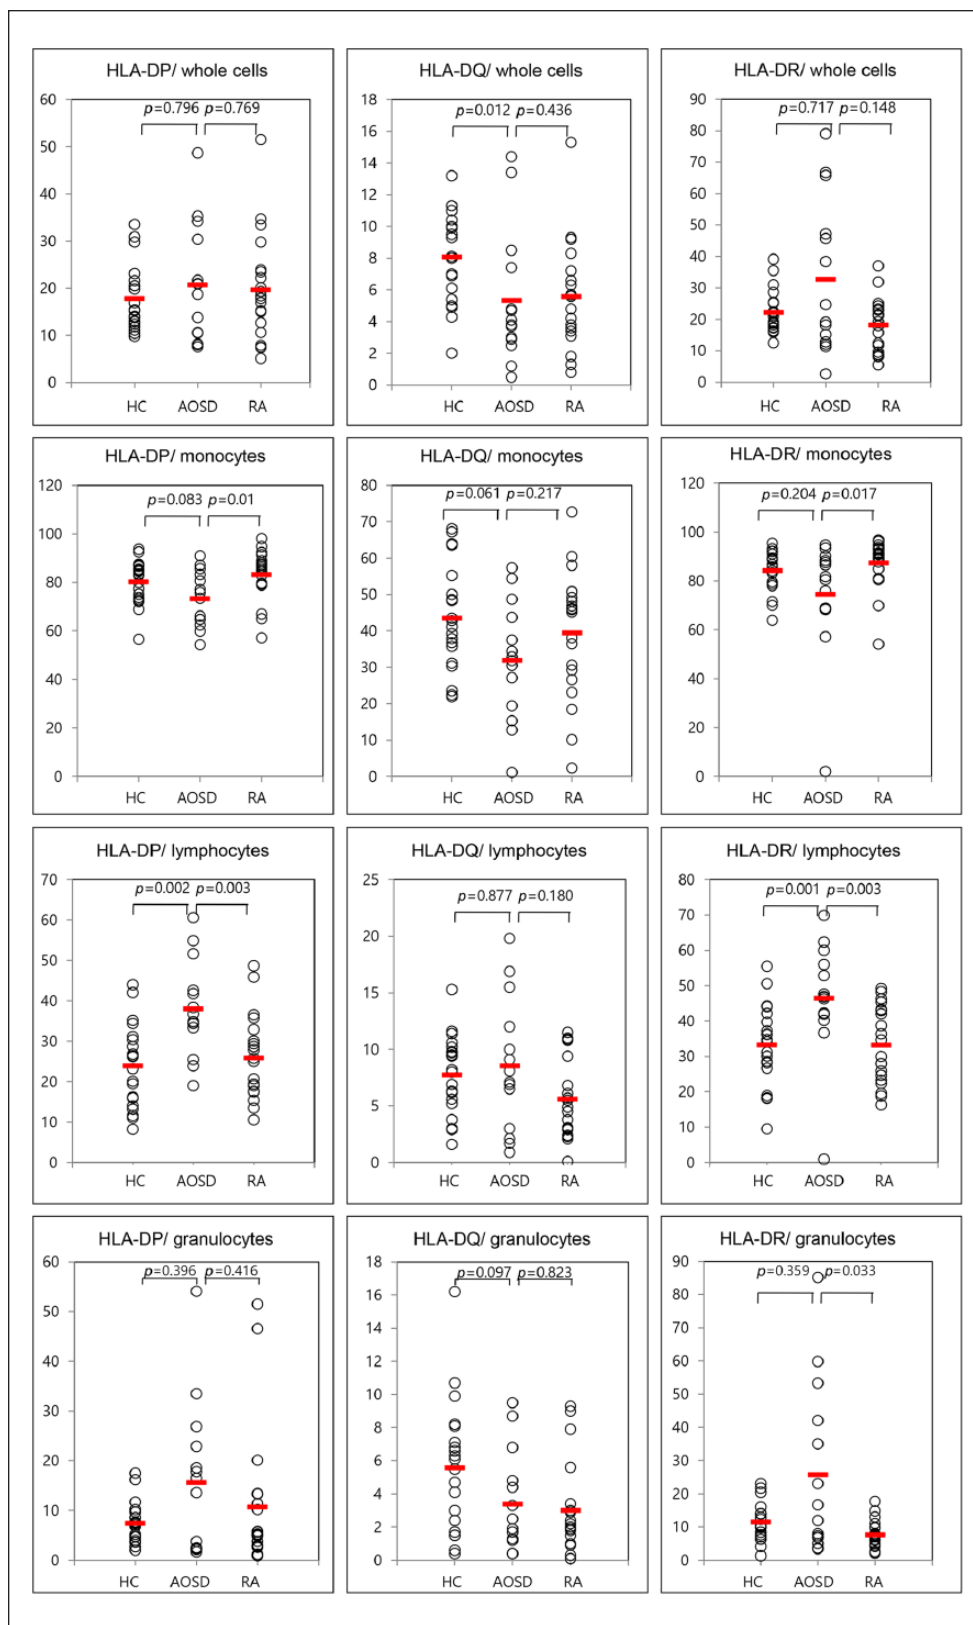 HLA-DP/ whole cells
p=0.796 p=0.769
60
50
40
30
20
10
0
HC AOSD RA
HLA-DQ/ whole cells
18
p=0.012 p=0.436
16
14
12
10
8
6
4
2
0
HC AOSD RA
HLA-DR/ whole cells
90
p=0.717 p=0.148
80
70
60
50
40
30
20
10
0
HC AOSD RA
HLA-DP/ monocytes
120
p=0.083 p=0.01
100
80
60
40
20
0
HC AOSD RA
HLA-DQ/ monocytes
80
p=0.061 p=0.217
70
60
50
40
30
20
10
0
HC AOSD RA
HLA-DR/ monocytes
120
p=0.204 p=0.017
100
80
60
40
20
0
HC AOSD RA
HLA-DP/ lymphocytes
70
p=0.002 p=0.003
60
50
40
30
20
10
0
HC AOSD RA
HLA-DQ/ lymphocytes
25
p=0.877 p=0.180
20
15
10
5
0
HC AOSD RA
HLA-DR/ lymphocytes
80
p=0.001 p=0.003
70
60
50
40
30
20
10
0
HC AOSD RA
HLA-DP/ granulocytes
60
p=0.396 p=0.416
50
40
30
20
10
0
HC AOSD RA
HLA-DQ/ granulocytes
18
p=0.097 p=0.823
16
14
12
10
8
6
4
2
0
HC AOSD RA
HLA-DR/ granulocytes
90
p=0.359 p=0.033
80
70
60
50
40
30
20
10
0
HC AOSD RA